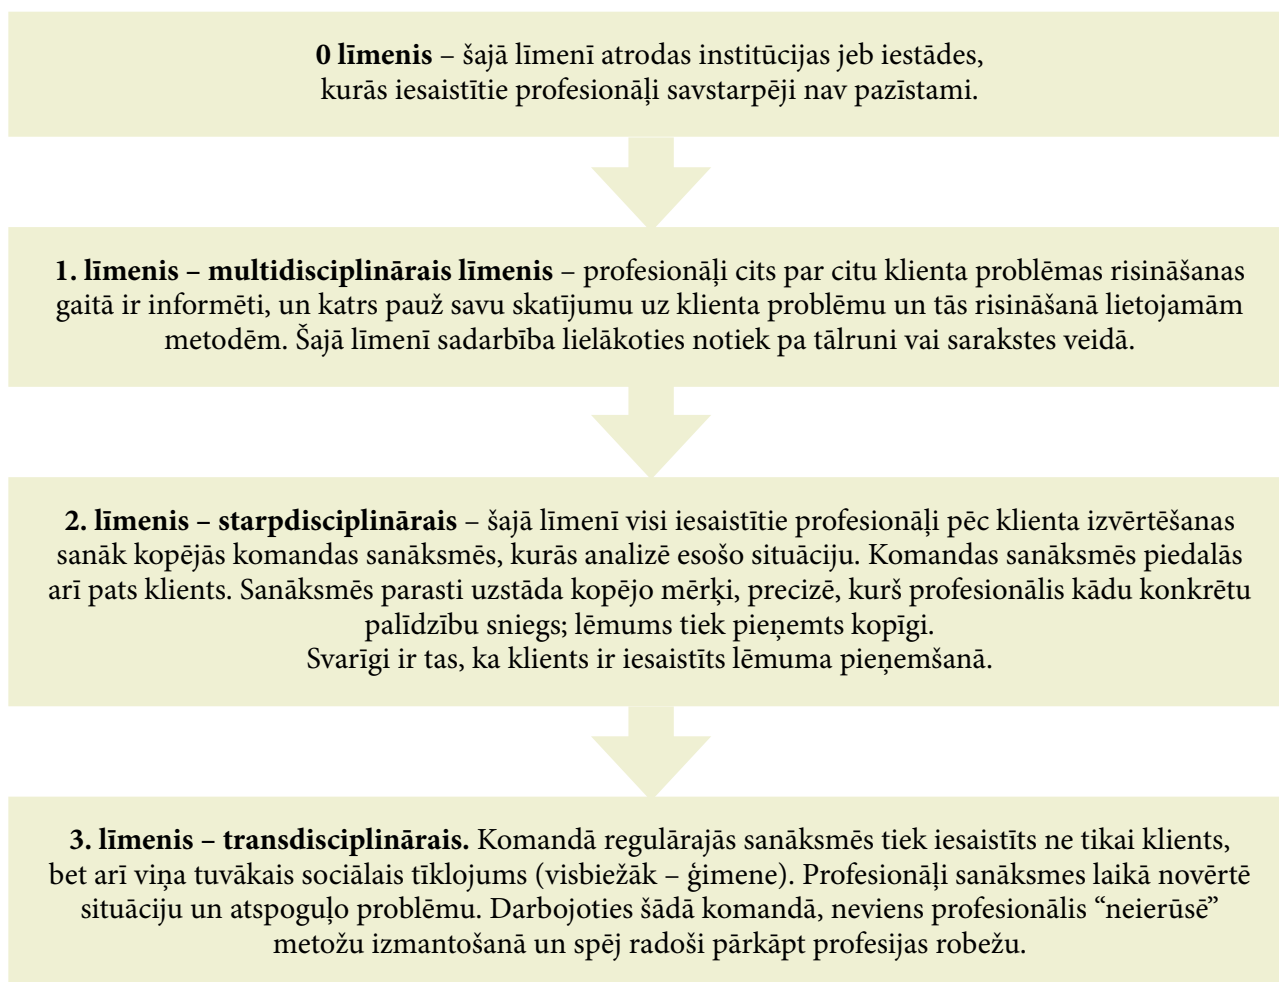 0 līmenis – šajā līmenī atrodas institūcijas jeb iestādes,
kurās iesaistītie profesionāļi savstarpēji nav pazīstami.
1. līmenis – multidisciplinārais līmenis – profesionāļi cits par citu klienta problēmas risināšanas
gaitā ir informēti, un katrs pauž savu skatījumu uz klienta problēmu un tās risināšanā lietojamām
metodēm. Šajā līmenī sadarbība lielākoties notiek pa tālruni vai sarakstes veidā.
2. līmenis – starpdisciplinārais – šajā līmenī visi iesaistītie profesionāļi pēc klienta izvērtēšanas
sanāk kopējās komandas sanāksmēs, kurās analizē esošo situāciju. Komandas sanāksmēs piedalās
arī pats klients. Sanāksmēs parasti uzstāda kopējo mērķi, precizē, kurš profesionālis kādu konkrētu
palīdzību sniegs; lēmums tiek pieņemts kopīgi.
Svarīgi ir tas, ka klients ir iesaistīts lēmuma pieņemšanā.
3. līmenis – transdisciplinārais. Komandā regulārajās sanāksmēs tiek iesaistīts ne tikai klients,
bet arī viņa tuvākais sociālais tīklojums (visbiežāk – ģimene). Profesionāļi sanāksmes laikā novērtē
situāciju un atspoguļo problēmu. Darbojoties šādā komandā, neviens profesionālis “neierūsē”
metožu izmantošanā un spēj radoši pārkāpt profesijas robežu.